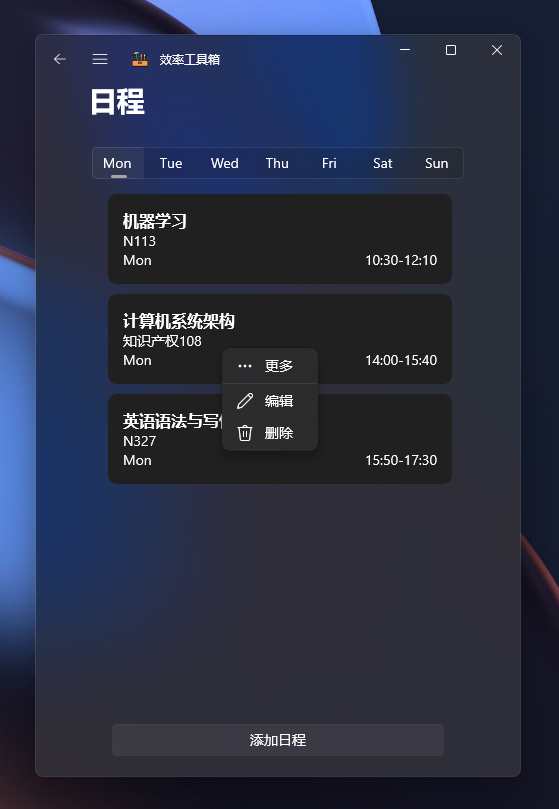 效率工具箱
日程
Mon Tue Wed Thu Fri Sat Sun
机器学习
N113
Mon 10:30-12:10
计算机系统架构
知识产权108
Mon 14:00-15:40
更多
编辑
删除
英语语法与写
N327
Mon 15:50-17:30
添加日程